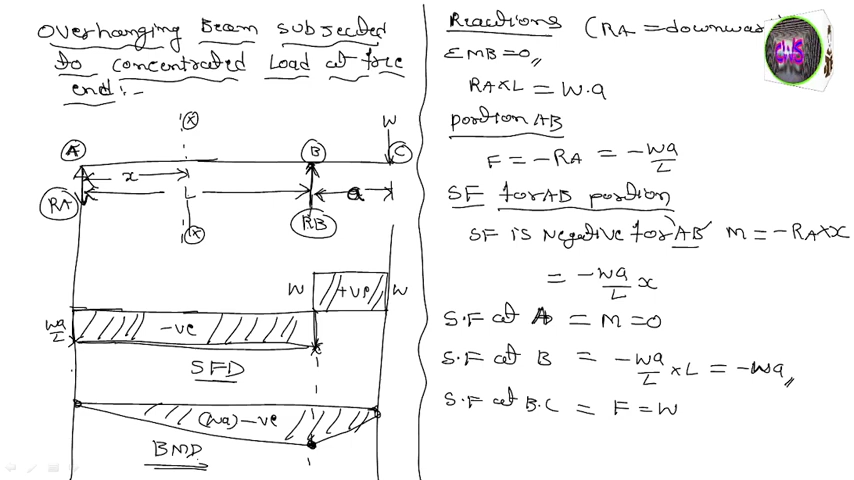 Overhanging Beam subjected
to concentrated Load at free
end:-
W
A
B
C
x
x
x
L
a
RA
RB
W
+ve
W
wa/L
-ve
SFD
(wa) -ve
BMD
Reactions (RA = downwar
CWS
ΣMB=0,,
RA×L = W.a
portion AB
F = -RA = -wa/L
SF for AB portion
SF is Negative for AB M = -RA×x
= -wa/L x
S.F at A = M=0
S.F at B = -wa/L ×L = -wa,,
S.F at B.C = F=W